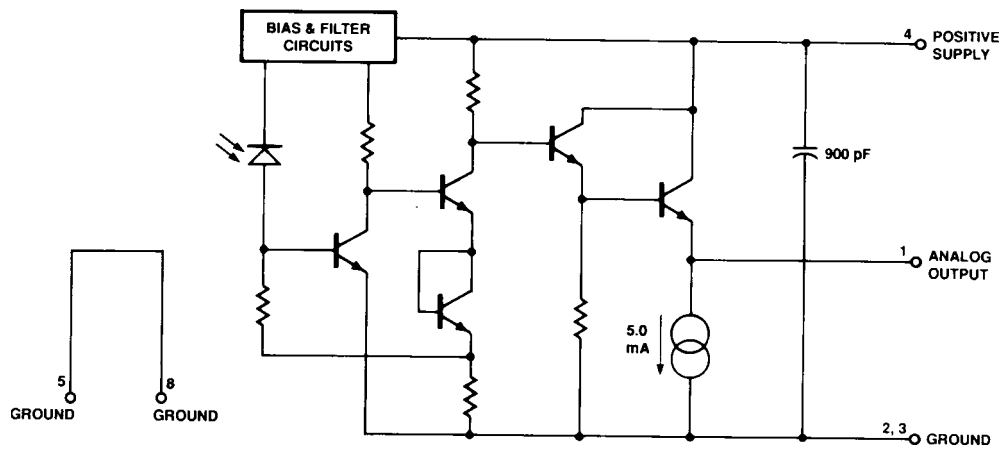 BIAS & FILTER
CIRCUITS
4
POSITIVE
SUPPLY
900 pF
1
ANALOG
OUTPUT
5.0
mA
5
8
GROUND
GROUND
2, 3
GROUND